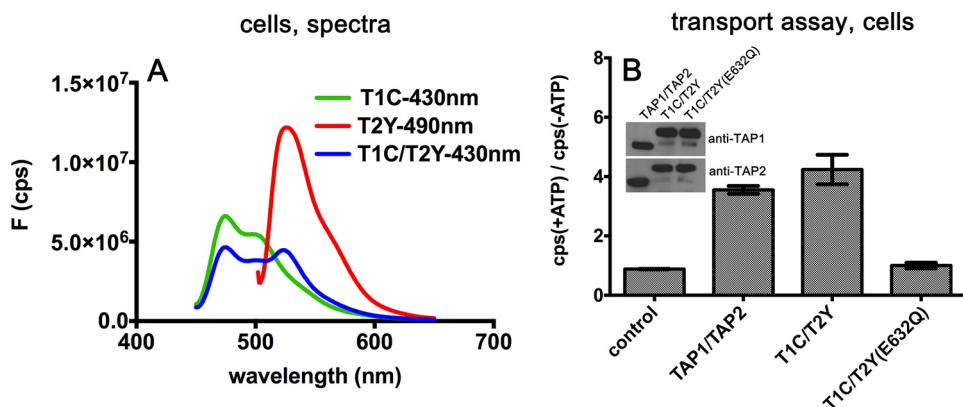 cells, spectra
transport assay, cells
A
T1C-430nm
T2Y-490nm
T1C/T2Y-430nm
1.5×10⁷
1.0×10⁷
5.0×10⁶
0.0
F (cps)
400
500
600
700
wavelength (nm)
B
TAP1/TAP2
T1C/T2Y
T1C/T2Y(E632Q)
anti-TAP1
anti-TAP2
8
6
4
2
0
cps(+ATP) / cps(-ATP)
control
TAP1/TAP2
T1C/T2Y
T1C/T2Y(E632Q)